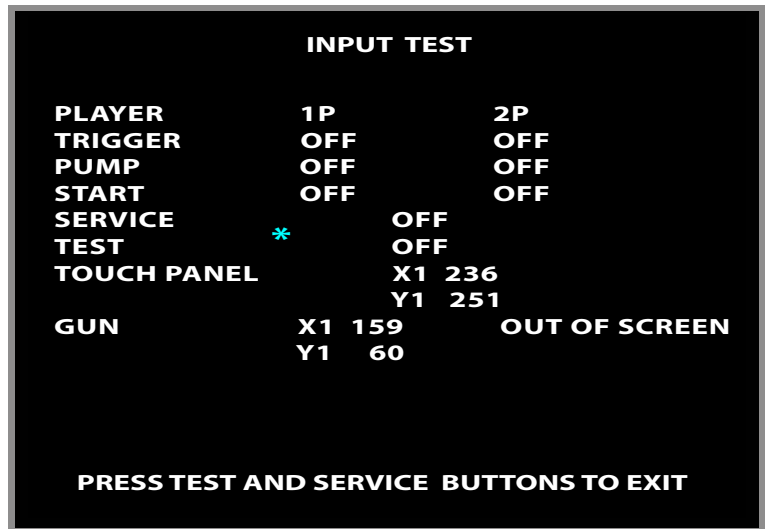 INPUT TEST
PLAYER 1P 2P
TRIGGER OFF OFF
PUMP OFF OFF
START OFF OFF
SERVICE OFF
*
TEST OFF
TOUCH PANEL X1 236
Y1 251
GUN X1 159 OUT OF SCREEN
Y1 60
PRESS TEST AND SERVICE BUTTONS TO EXIT